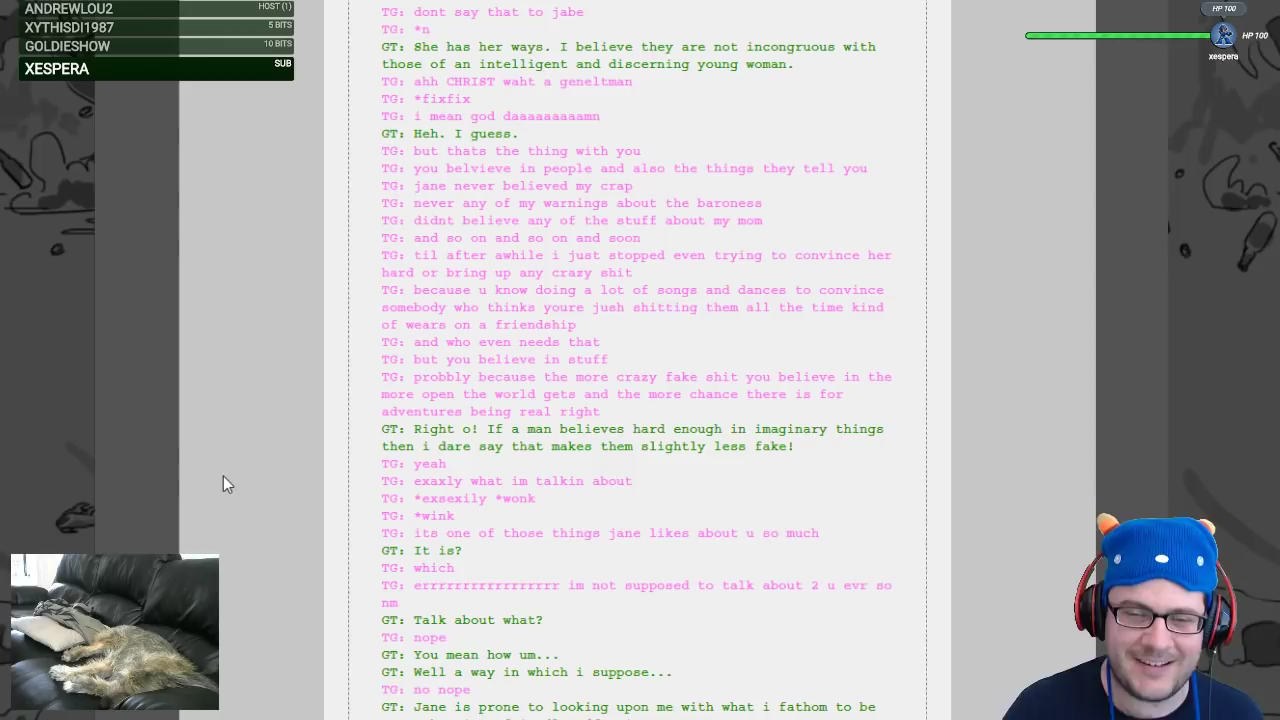 ANDREWLOU2 HOST (1)
XYTHISDI1987 5 BITS
GOLDIESHOW 10 BITS
XESPERA SUB
HP 100
HP 100
xespera
TG: dont say that to jabe
TG: *n
GT: She has her ways. I believe they are not incongruous with
those of an intelligent and discerning young woman.
TG: ahh CHRIST waht a geneltman
TG: *fixfix
TG: i mean god daaaaaaaamn
GT: Heh. I guess.
TG: but thats the thing with you
TG: you belvieve in people and also the things they tell you
TG: jane never believed my crap
TG: never any of my warnings about the baroness
TG: didnt believe any of the stuff about my mom
TG: and so on and so on and soon
TG: til after awhile i just stopped even trying to convince her
hard or bring up any crazy shit
TG: because u know doing a lot of songs and dances to convince
somebody who thinks youre jush shitting them all the time kind
of wears on a friendship
TG: and who even needs that
TG: but you believe in stuff
TG: probbly because the more crazy fake shit you believe in the
more open the world gets and the more chance there is for
adventures being real right
GT: Right o! If a man believes hard enough in imaginary things
then i dare say that makes them slightly less fake!
TG: yeah
TG: exaxly what im talkin about
TG: *exsexily *wonk
TG: *wink
TG: its one of those things jane likes about u so much
GT: It is?
TG: which
TG: errrrrrrrrrrrrrrrr im not supposed to talk about 2 u evr so
nm
GT: Talk about what?
TG: nope
GT: You mean how um...
GT: Well a way in which i suppose...
TG: no nope
GT: Jane is prone to looking upon me with what i fathom to be